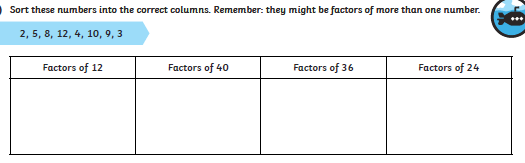 Sort these numbers into the correct columns. Remember: they might be factors of more than one number.
2, 5, 8, 12, 4, 10, 9, 3
Factors of 12 Factors of 40 Factors of 36 Factors of 24